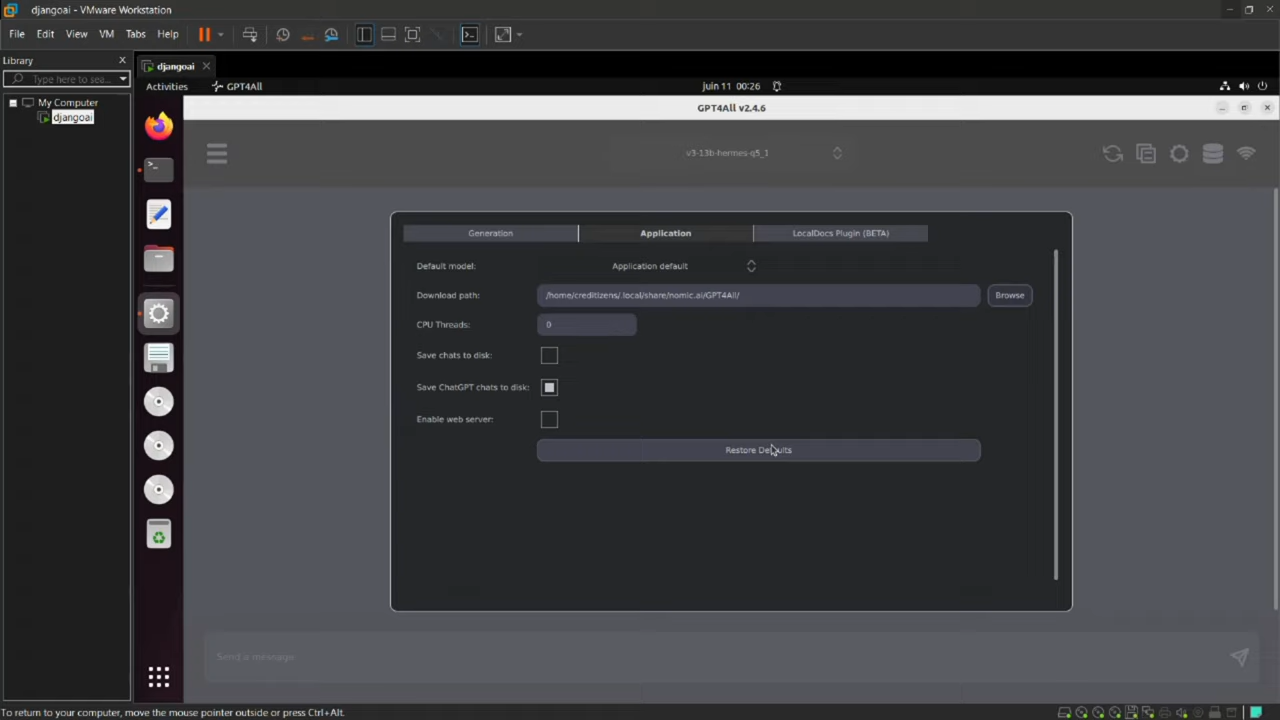 djangoai - VMware Workstation
File Edit View VM Tabs Help
Library
Type here to sea...
My Computer
djangoai
djangoai
Activities
GPT4All
juin 11 00:26
GPT4All v2.4.6
v3-13b-hermes-q5_1
Generation
Application
LocalDocs Plugin (BETA)
Default model:
Application default
Download path:
/home/creditizens/.local/share/nomic.ai/GPT4All/
Browse
CPU Threads:
0
Save chats to disk:
Save ChatGPT chats to disk:
Enable web server:
Restore Defaults
Send a message
To return to your computer, move the mouse pointer outside or press Ctrl+Alt.